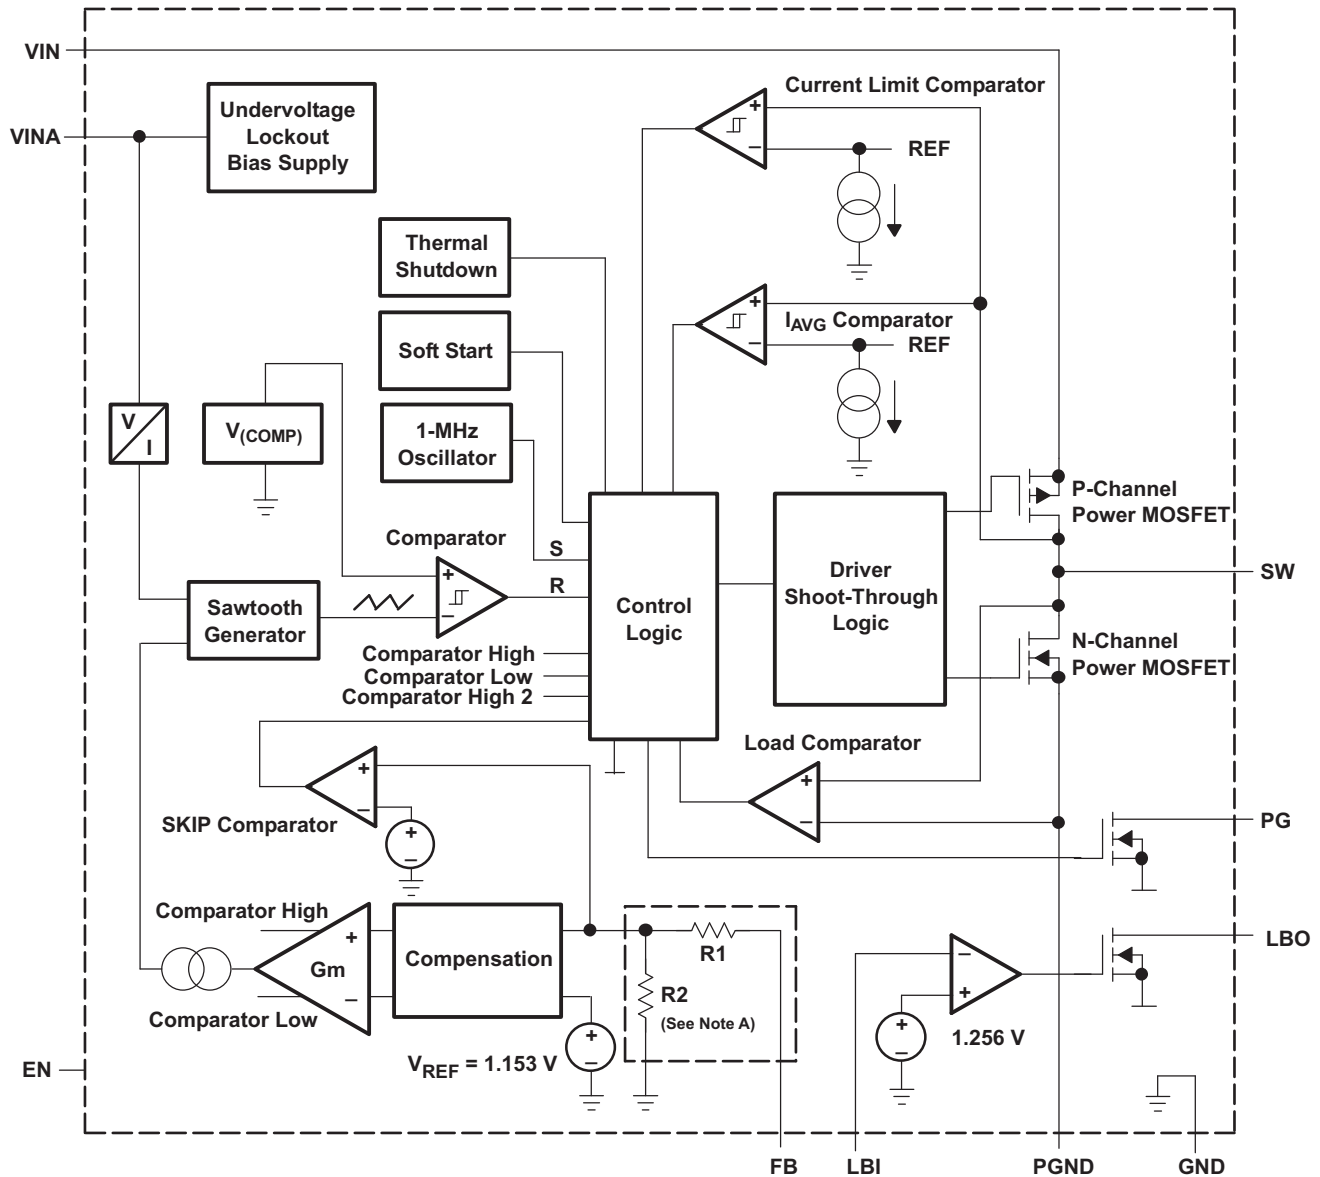 VIN
Current Limit Comparator
Undervoltage
Lockout
Bias Supply
VINA
+
−
REF
Thermal
Shutdown
+
−
IAVG Comparator
REF
Soft Start
V
I
V(COMP)
1-MHz
Oscillator
P-Channel
Power MOSFET
Comparator
+
−
S
R
Sawtooth
Generator
Control
Logic
Driver
Shoot-Through
Logic
SW
N-Channel
Power MOSFET
Comparator High
Comparator Low
Comparator High 2
Load Comparator
+
−
+
−
SKIP Comparator
+
−
PG
Comparator High
+
Gm
−
Comparator Low
Compensation
R1
R2
(See Note A)
VREF = 1.153 V
+
−
−
+
+
−
1.256 V
LBO
EN
FB
LBI
PGND
GND